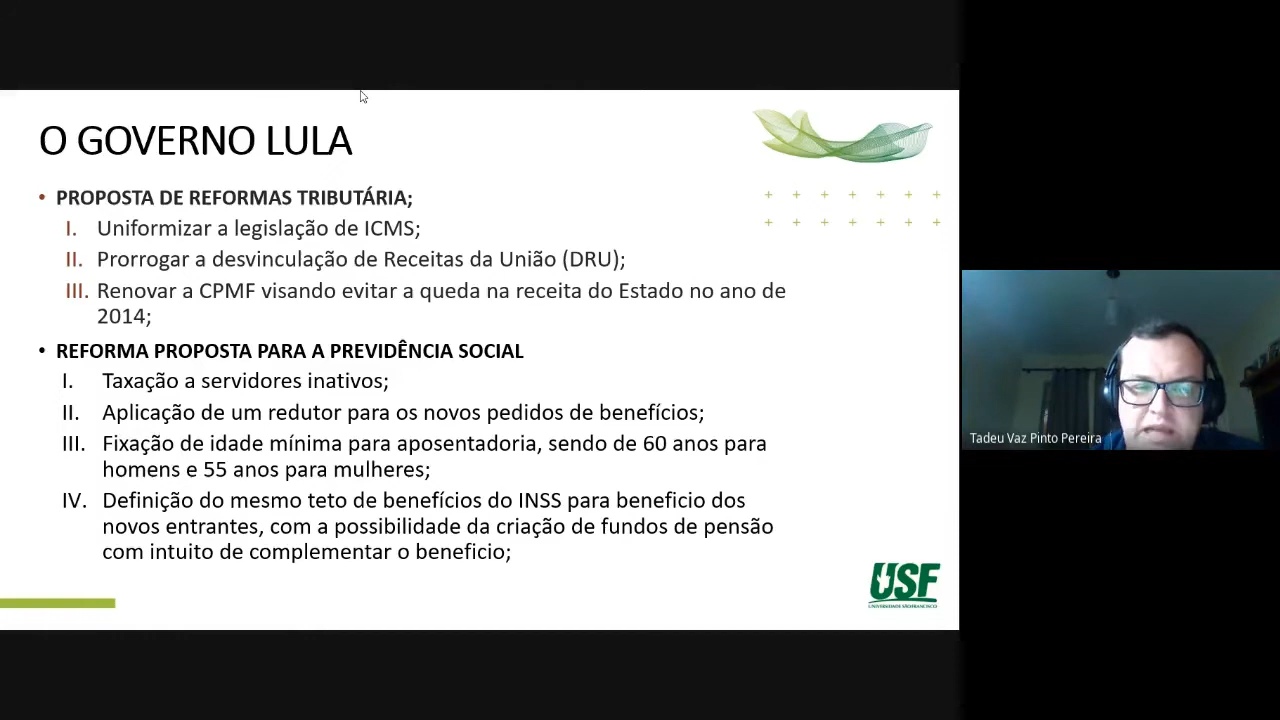 O GOVERNO LULA
• PROPOSTA DE REFORMAS TRIBUTÁRIA;
I. Uniformizar a legislação de ICMS;
II. Prorrogar a desvinculação de Receitas da União (DRU);
III. Renovar a CPMF visando evitar a queda na receita do Estado no ano de
2014;
• REFORMA PROPOSTA PARA A PREVIDÊNCIA SOCIAL
I. Taxação a servidores inativos;
II. Aplicação de um redutor para os novos pedidos de benefícios;
III. Fixação de idade mínima para aposentadoria, sendo de 60 anos para
homens e 55 anos para mulheres;
IV. Definição do mesmo teto de benefícios do INSS para beneficio dos
novos entrantes, com a possibilidade da criação de fundos de pensão
com intuito de complementar o beneficio;
Tadeu Vaz Pinto Pereira
USF
UNIVERSIDADE SÃO FRANCISCO